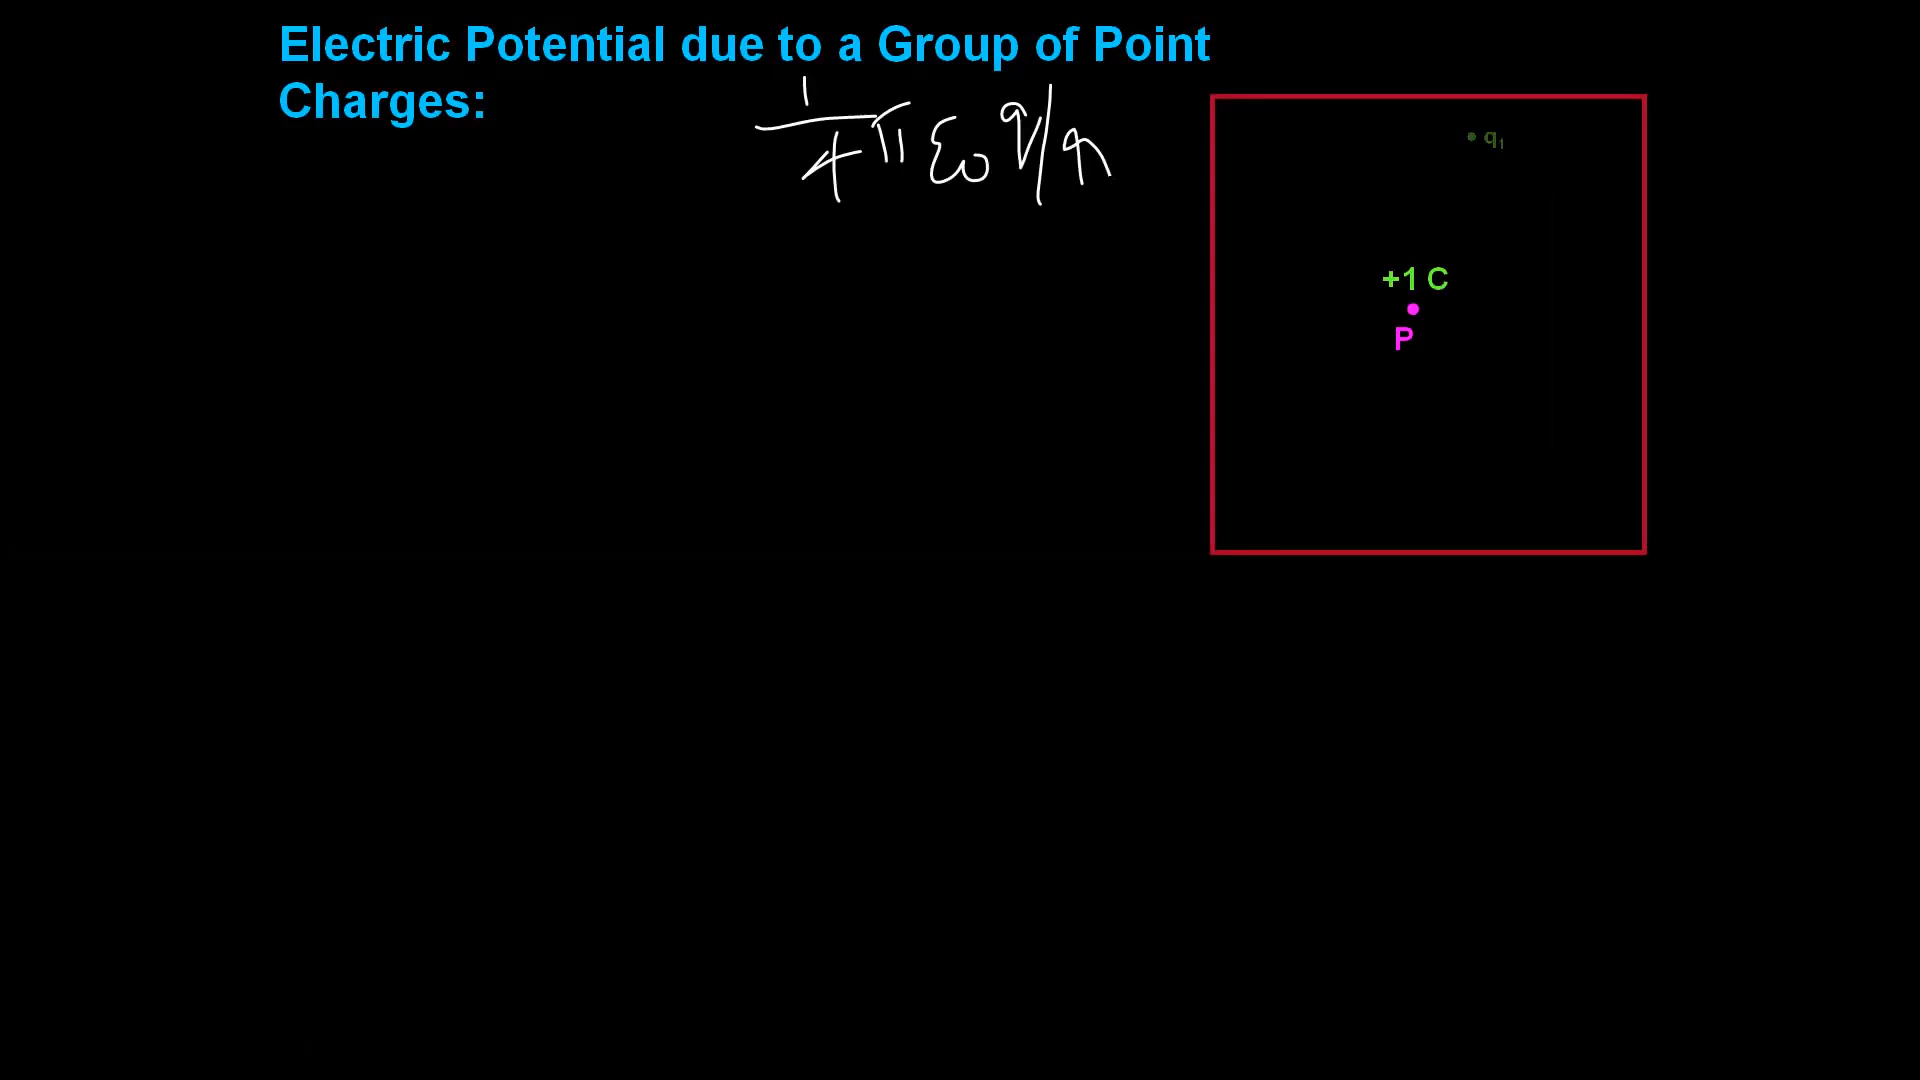 Electric Potential due to a Group of Point
Charges:
1
4πε₀ q/r
q₁
+1 C
P